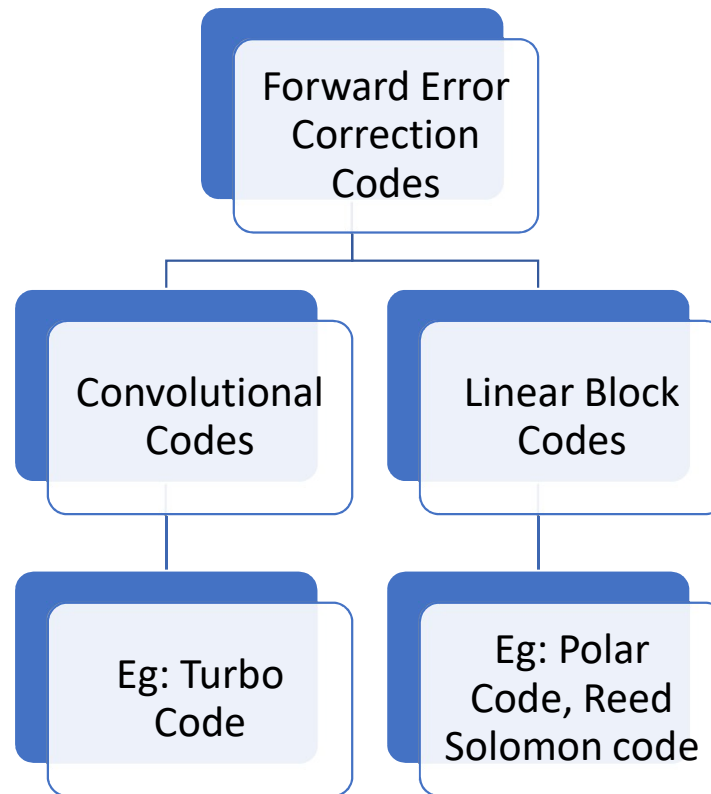 Forward Error
Correction
Codes
Convolutional
Codes
Linear Block
Codes
Eg: Turbo
Code
Eg: Polar
Code, Reed
Solomon code